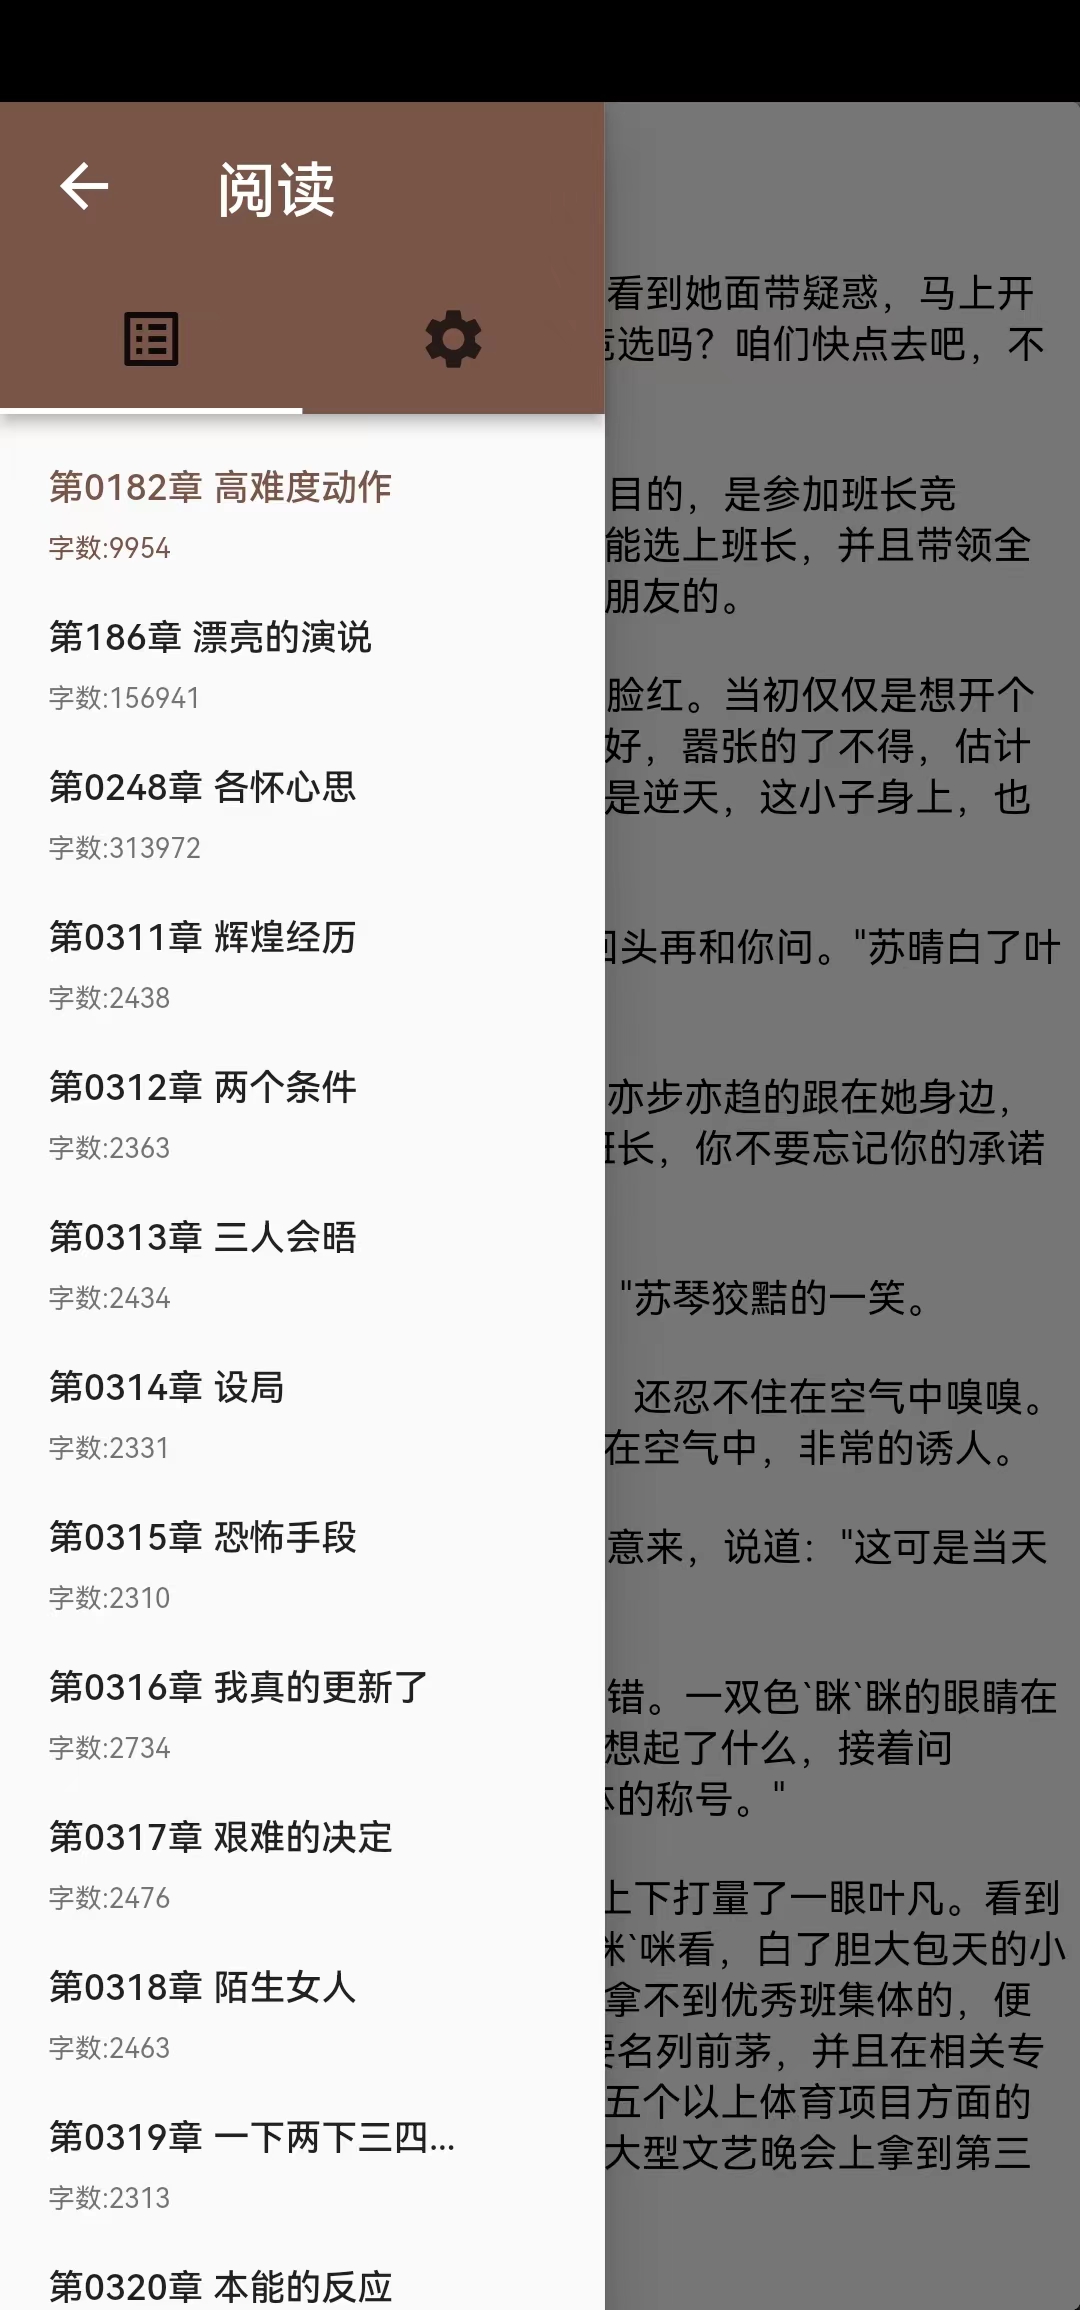 阅读
第0182章 高难度动作
字数:9954
第186章 漂亮的演说
字数:156941
第0248章 各怀心思
字数:313972
第0311章 辉煌经历
字数:2438
第0312章 两个条件
字数:2363
第0313章 三人会晤
字数:2434
第0314章 设局
字数:2331
第0315章 恐怖手段
字数:2310
第0316章 我真的更新了
字数:2734
第0317章 艰难的决定
字数:2476
第0318章 陌生女人
字数:2463
第0319章 一下两下三四...
字数:2313
第0320章 本能的反应
看到她面带疑惑，马上开
选吗？咱们快点去吧，不
目的，是参加班长竞
能选上班长，并且带领全
朋友的。
脸红。当初仅仅是想开个
好，嚣张的了不得，估计
是逆天，这小子身上，也
头再和你问。"苏晴白了叶
亦步亦趋的跟在她身边，
长，你不要忘记你的承诺
"苏琴狡黠的一笑。
还忍不住在空气中嗅嗅。
在空气中，非常的诱人。
意来，说道："这可是当天
错。一双色`眯`眯的眼睛在
想起了什么，接着问
的称号。"
上下打量了一眼叶凡。看到
`咪看，白了胆大包天的小
拿不到优秀班集体的，便
名列前茅，并且在相关专
五个以上体育项目方面的
大型文艺晚会上拿到第三